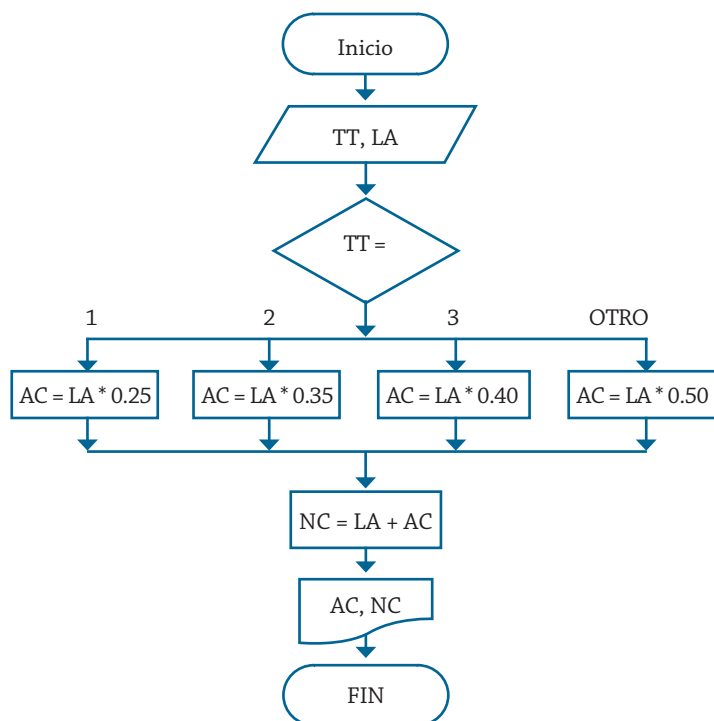 Inicio
TT, LA
TT =
1 2 3 OTRO
AC = LA * 0.25 AC = LA * 0.35 AC = LA * 0.40 AC = LA * 0.50
NC = LA + AC
AC, NC
FIN